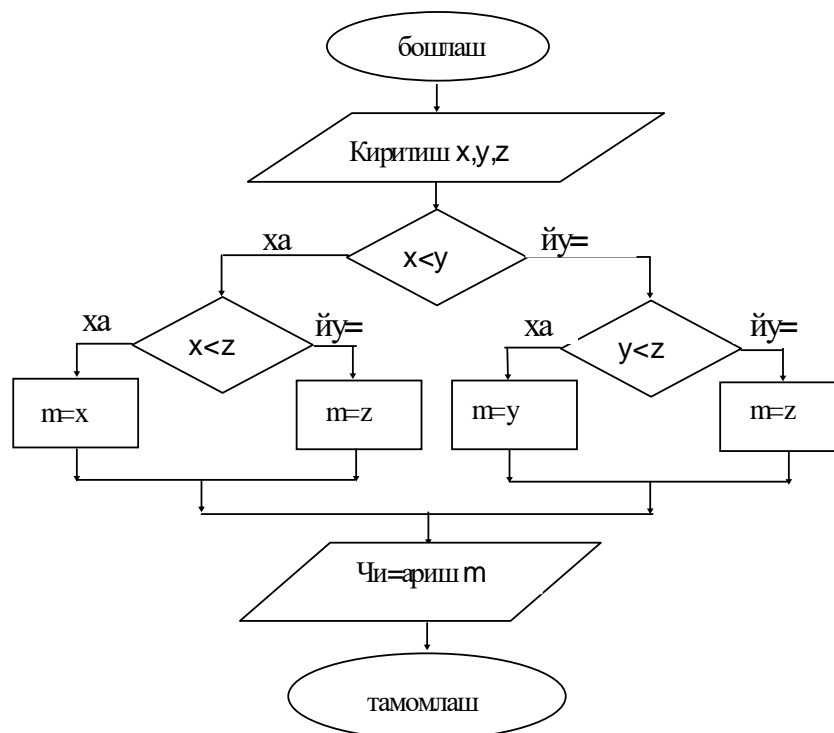 бошлаш
Киритиш x,y,z
x<y
ха
йу=
x<z
ха
йу=
y<z
ха
йу=
m=x
m=z
m=y
m=z
Чи=ариш m
тамомлаш